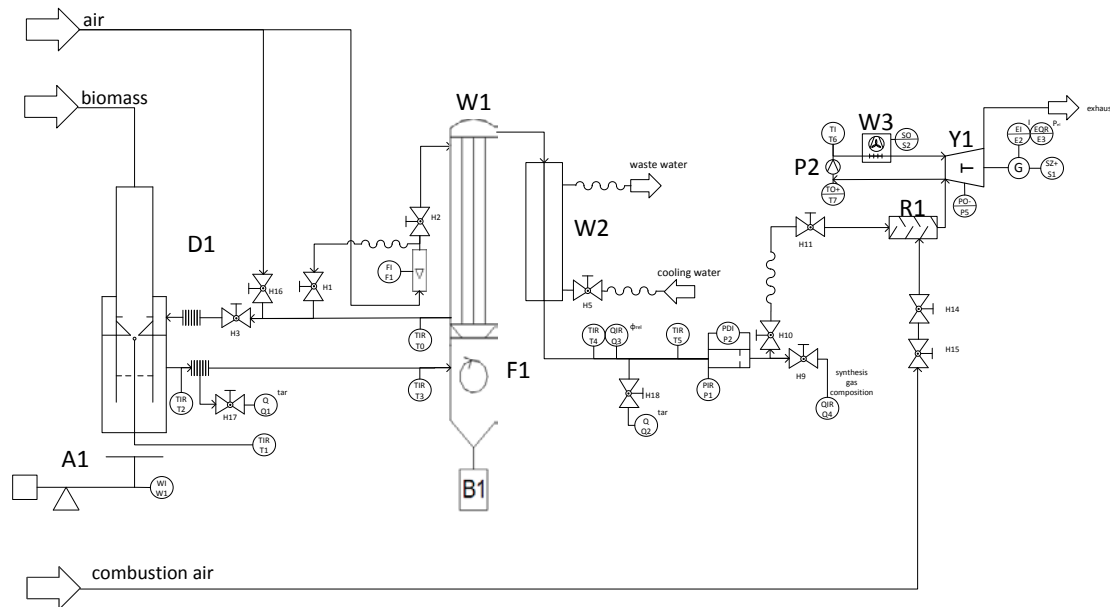 air
biomass
W1
W3
Y1
exhaus
TI
T6
SO
S2
I
EI
E2
P
EQR
E3
P2
TO+
T7
G
SZ+
S1
PO-
P5
waste water
W2
R1
D1
H2
FI
F1
H1
H16
H3
H11
cooling water
H5
TIR
T0
TIR
T4
QIR
Q3
TIR
T5
PDI
P2
H10
H14
H15
F1
TIR
T2
TIR
T3
PIR
P1
H9
synthesis
gas
composition
H17
Q
Q1
tar
H18
Q
Q2
tar
QIR
Q4
TIR
T1
A1
WI
W1
B1
combustion air